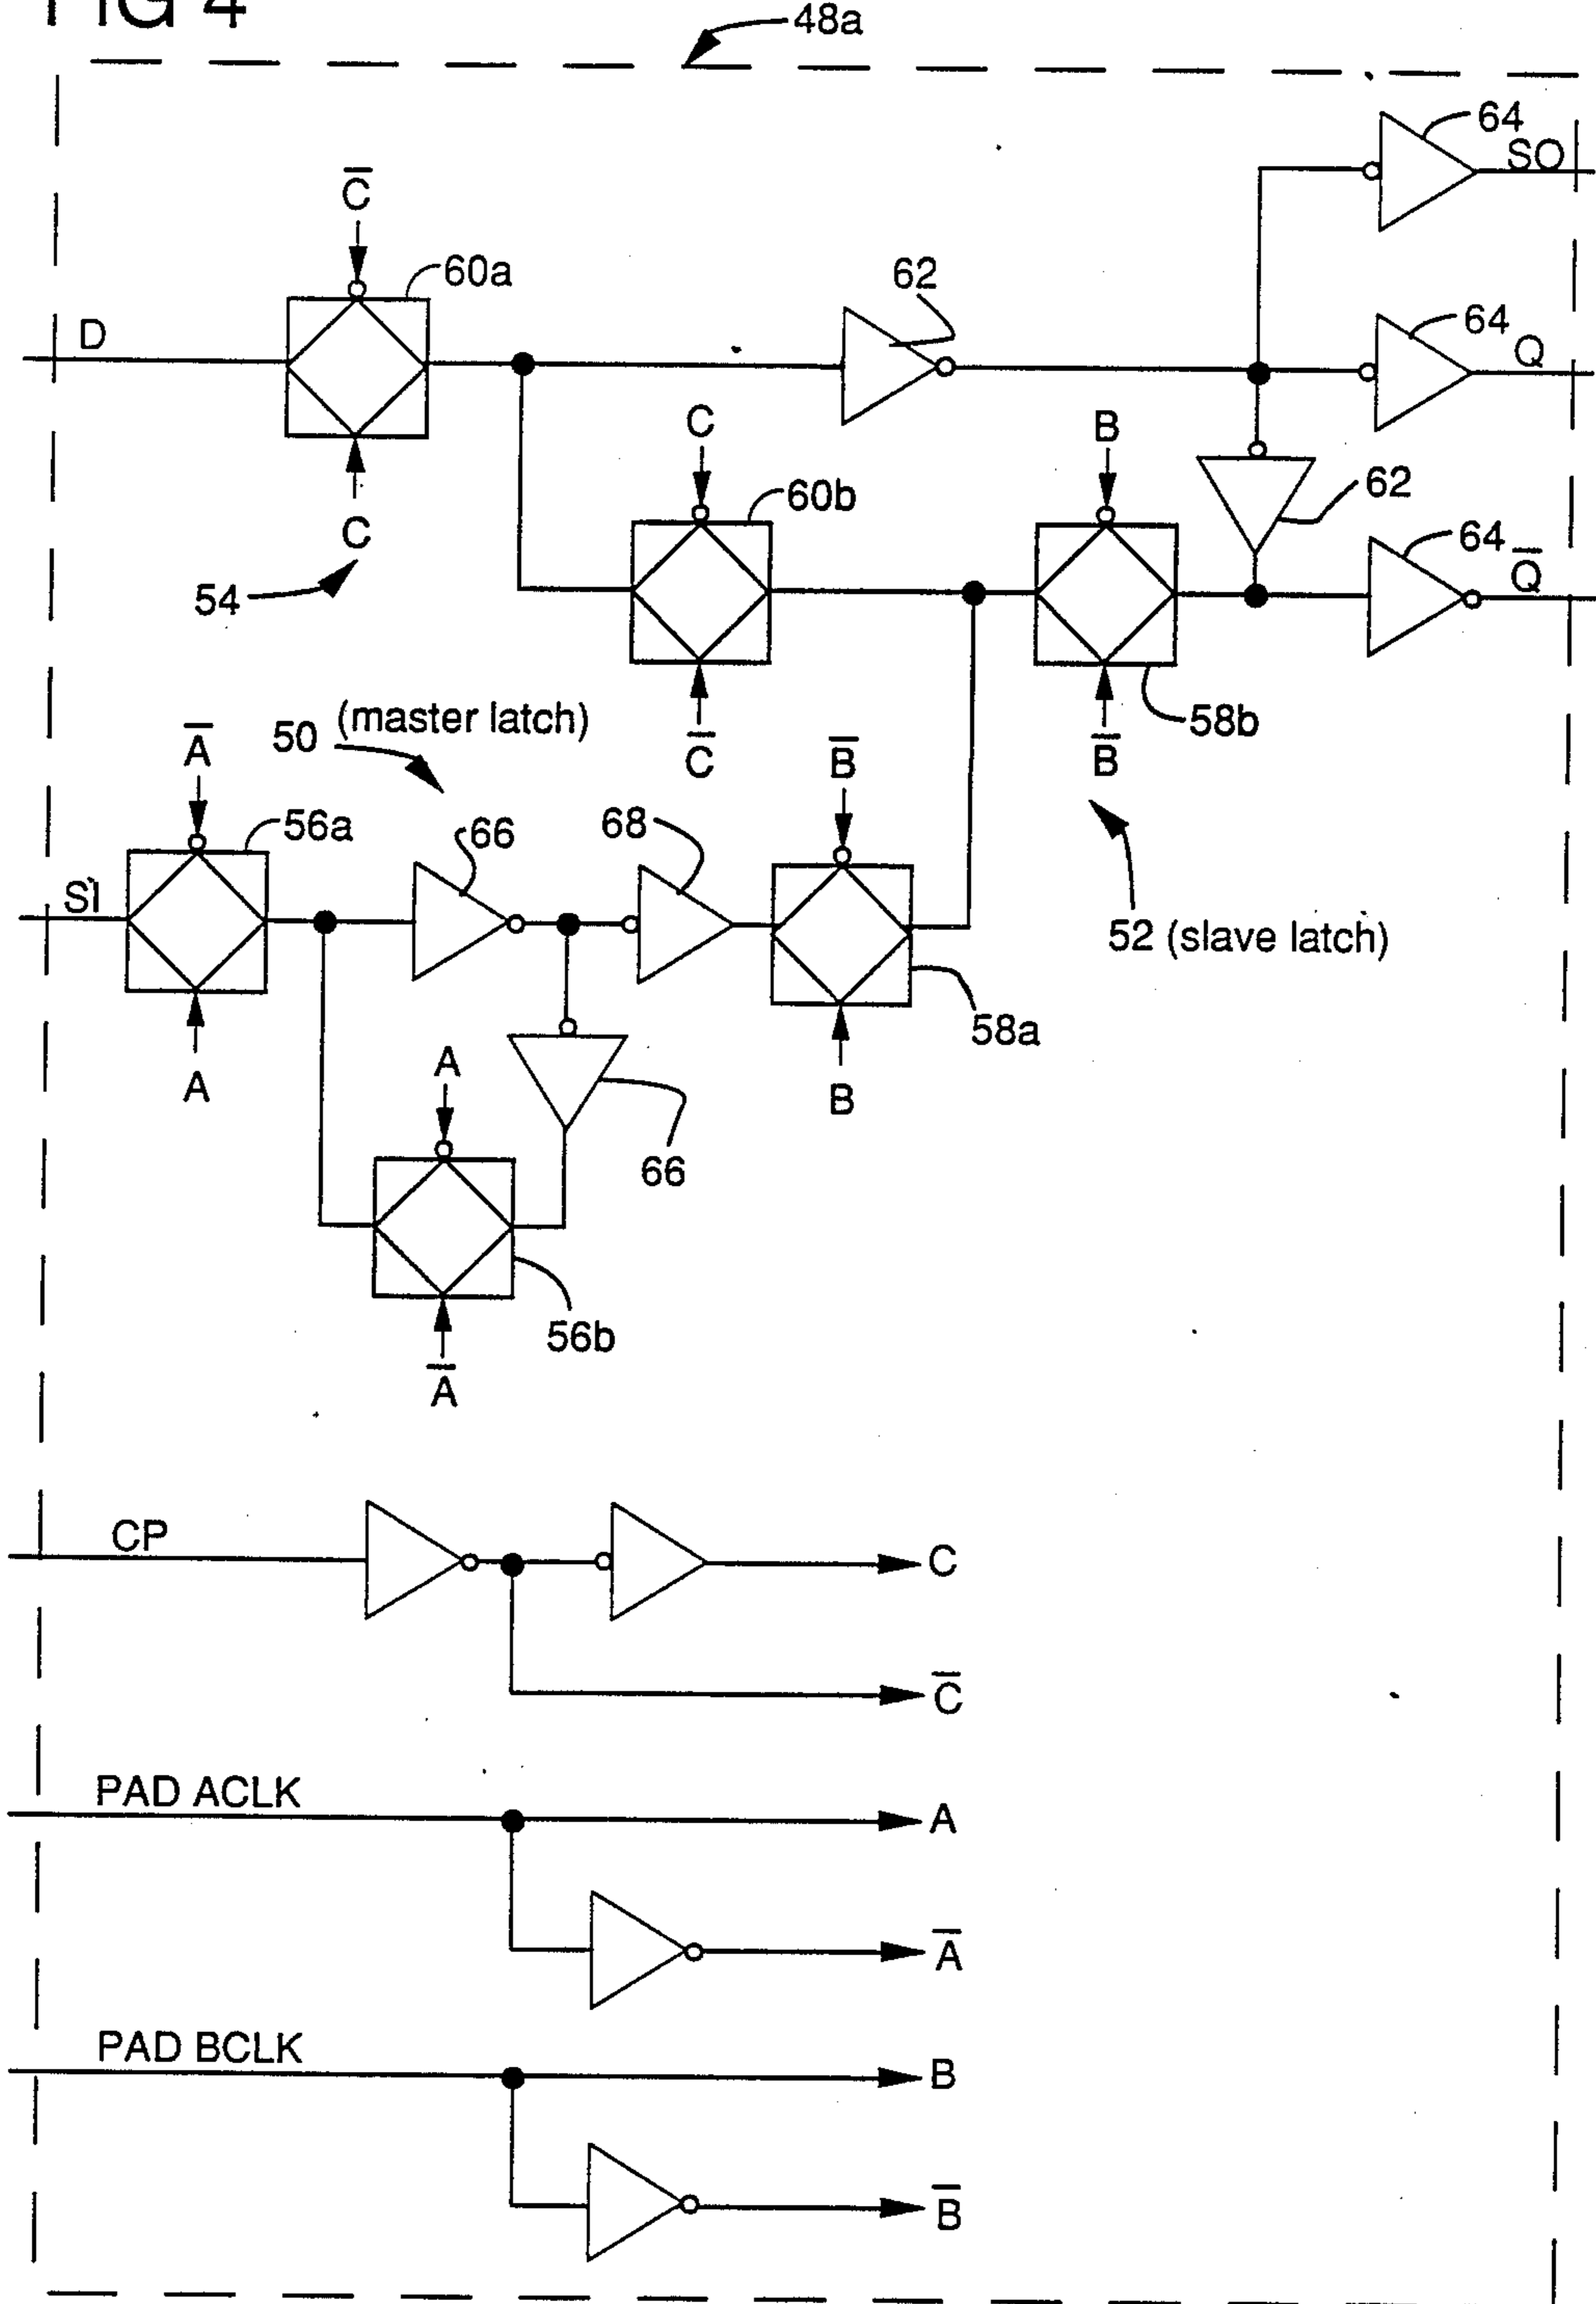 FIG 4
48a
64
SO
C̅
60a
62
64
Q
D
C
60b
B
62
C
54
64
Q̅
50 (master latch)
C̅
B̅
58b
A̅
56a
66
68
B̅
SI
52 (slave latch)
58a
A
A
B
66
56b
A̅
CP
C
C̅
PAD ACLK
A
A̅
PAD BCLK
B
B̅